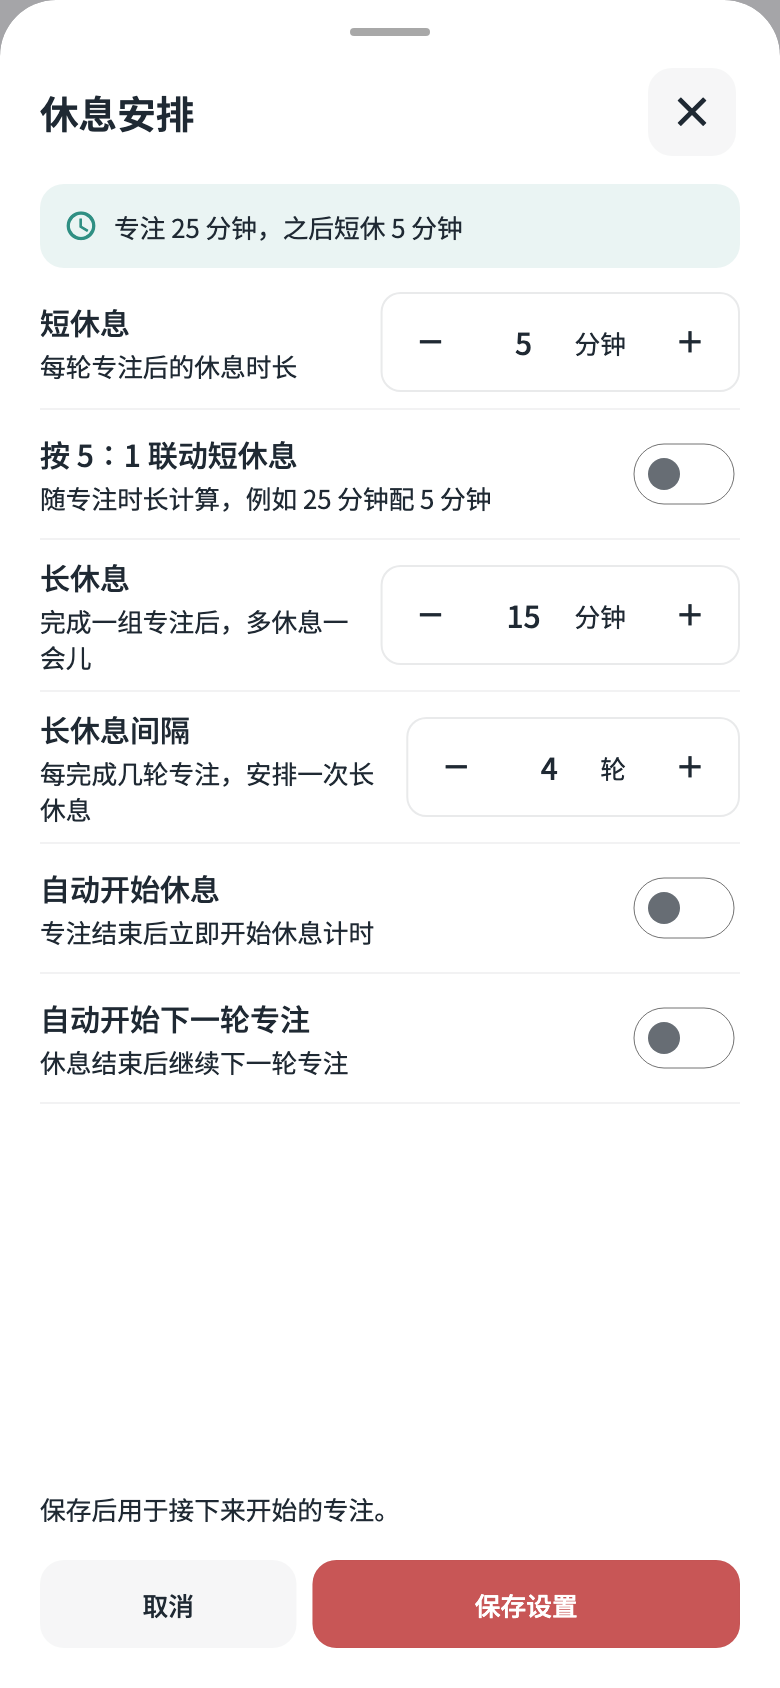 休息安排
专注 25 分钟，之后短休 5 分钟
短休息
每轮专注后的休息时长
− 5 分钟 +
按 5：1 联动短休息
随专注时长计算，例如 25 分钟配 5 分钟
长休息
完成一组专注后，多休息一
会儿
− 15 分钟 +
长休息间隔
每完成几轮专注，安排一次长
休息
− 4 轮 +
自动开始休息
专注结束后立即开始休息计时
自动开始下一轮专注
休息结束后继续下一轮专注
保存后用于接下来开始的专注。
取消
保存设置